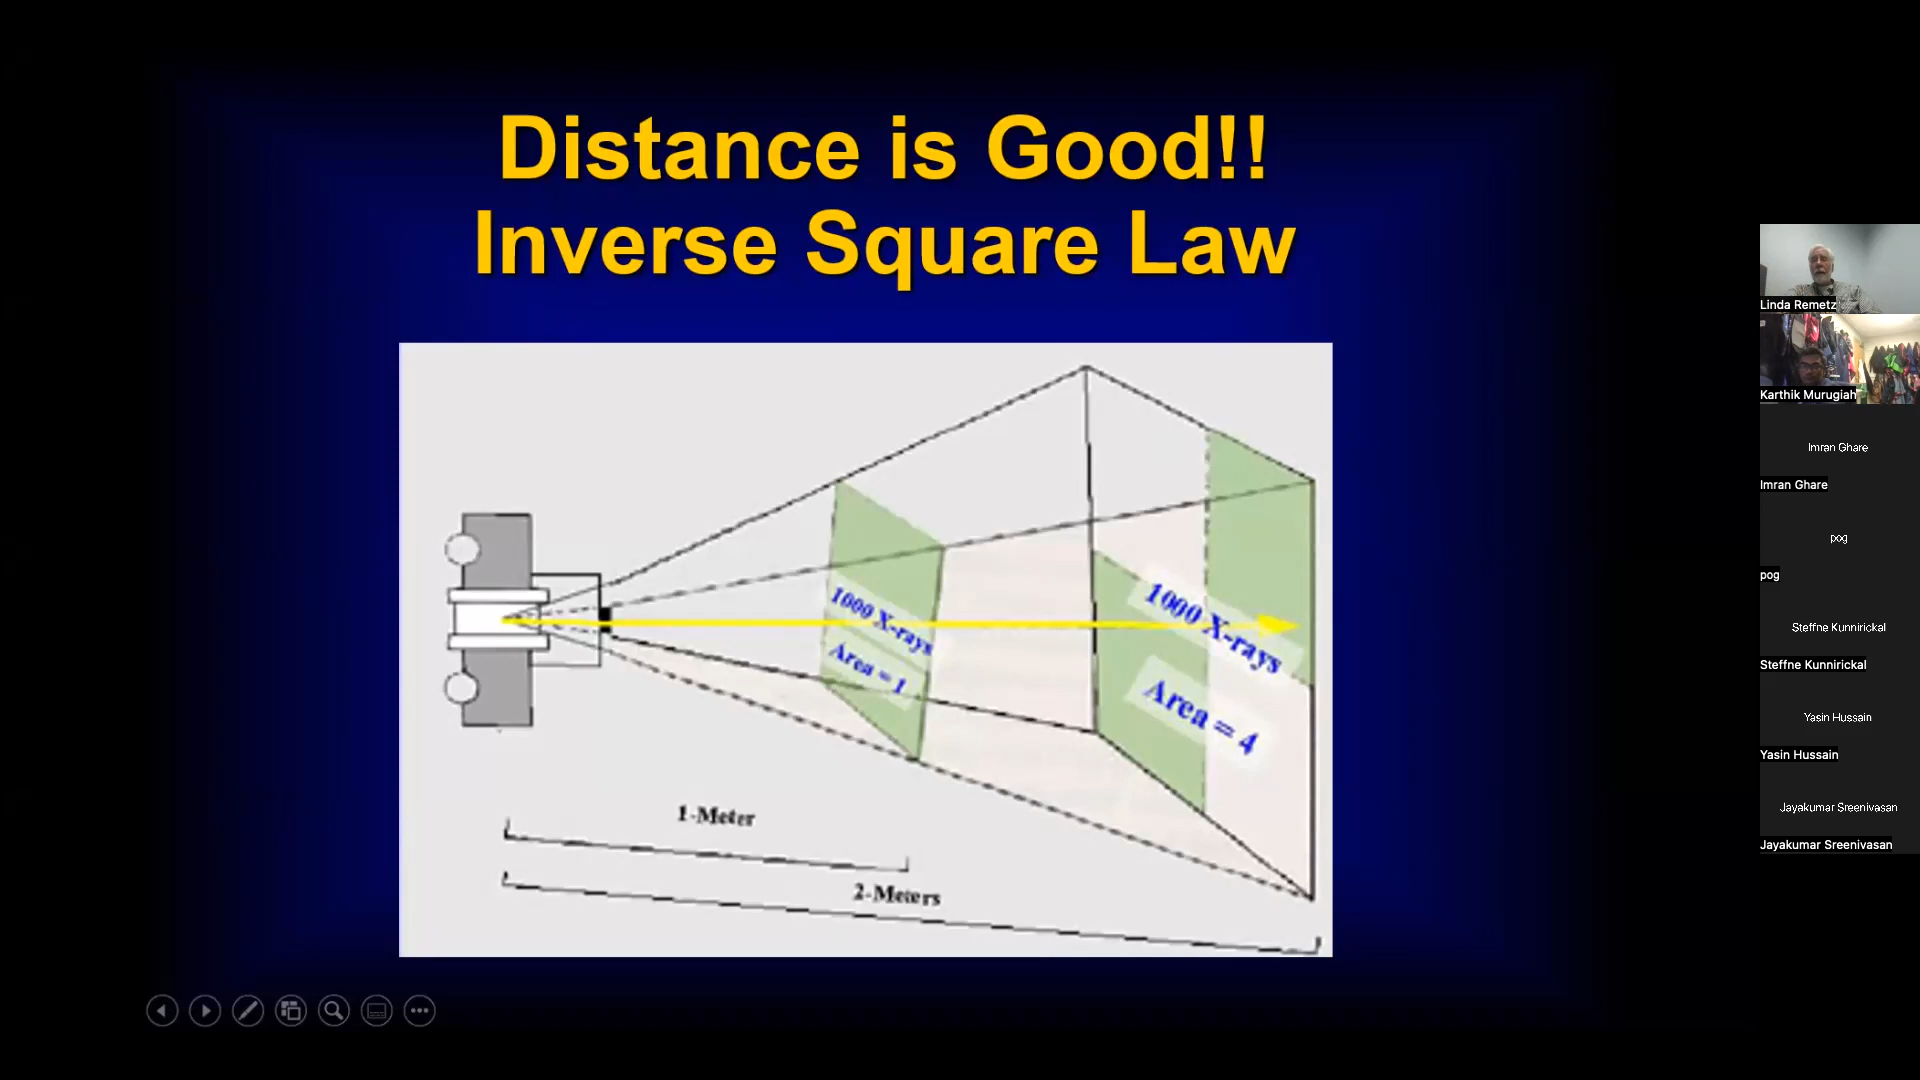 Distance is Good!!
Inverse Square Law
1000 X-rays
Area = 1
1000 X-rays
Area = 4
1-Meter
2-Meters
Linda Remetz
Karthik Murugiah
Imran Ghare
Imran Ghare
pog
pog
Steffne Kunnirickal
Steffne Kunnirickal
Yasin Hussain
Yasin Hussain
Jayakumar Sreenivasan
Jayakumar Sreenivasan